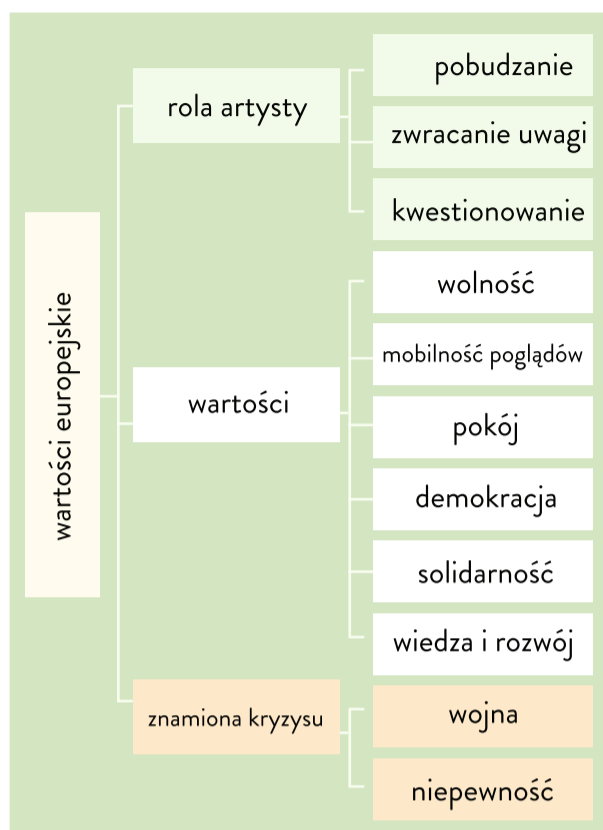 wartości europejskie
rola artysty
pobudzanie
zwracanie uwagi
kwestionowanie
wartości
wolność
mobilność poglądów
pokój
demokracja
solidarność
wiedza i rozwój
znamiona kryzysu
wojna
niepewność